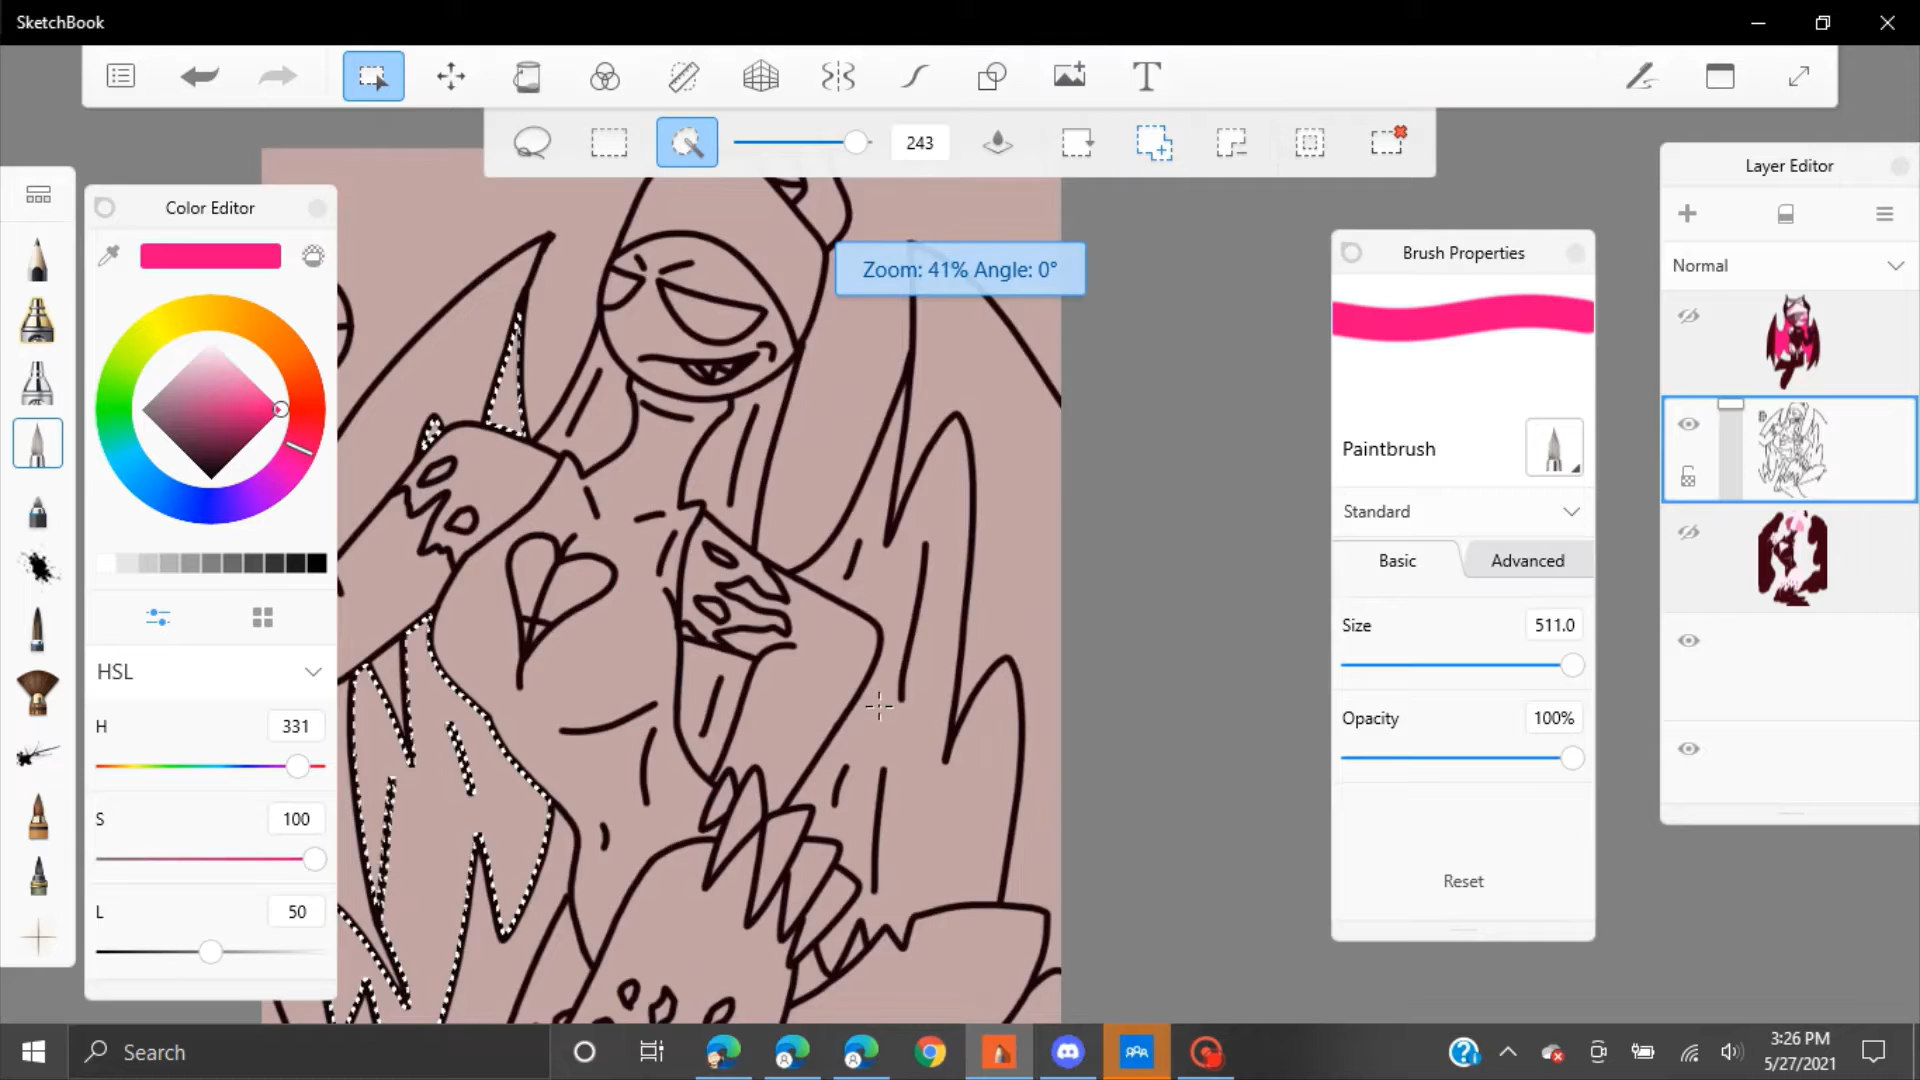 SketchBook
243
Color Editor
Zoom: 41% Angle: 0°
Brush Properties
Layer Editor
Normal
Paintbrush
Standard
Basic
Advanced
Size
511.0
Opacity
100%
Reset
HSL
H
331
S
100
L
50
Search
3:26 PM
5/27/2021